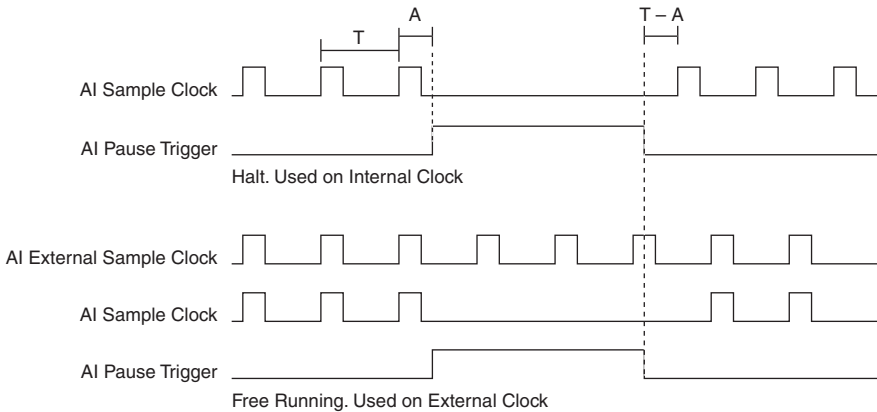 A
T – A
T
AI Sample Clock
AI Pause Trigger
Halt. Used on Internal Clock
AI External Sample Clock
AI Sample Clock
AI Pause Trigger
Free Running. Used on External Clock